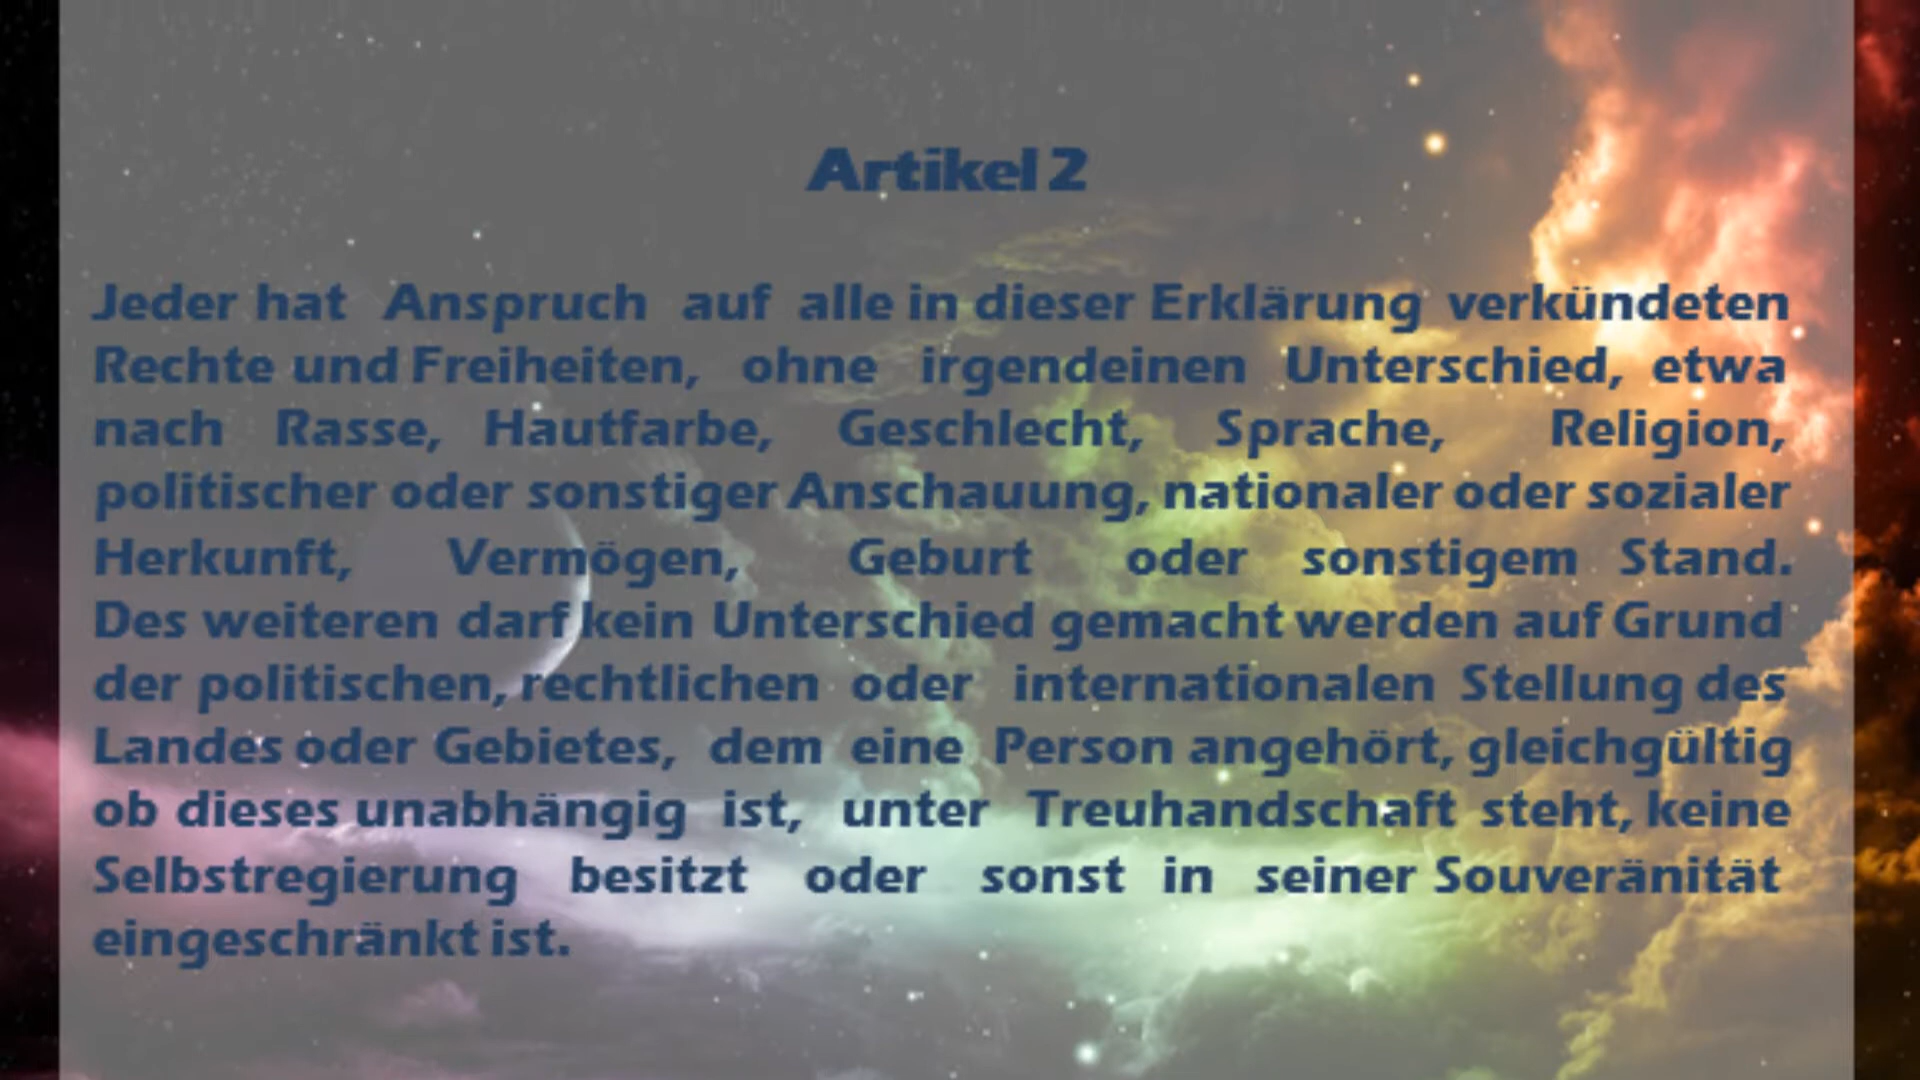 Artikel 2
Jeder hat Anspruch auf alle in dieser Erklärung verkündeten
Rechte und Freiheiten, ohne irgendeinen Unterschied, etwa
nach Rasse, Hautfarbe, Geschlecht, Sprache, Religion,
politischer oder sonstiger Anschauung, nationaler oder sozialer
Herkunft, Vermögen, Geburt oder sonstigem Stand.
Des weiteren darf kein Unterschied gemacht werden auf Grund
der politischen, rechtlichen oder internationalen Stellung des
Landes oder Gebietes, dem eine Person angehört, gleichgültig
ob dieses unabhängig ist, unter Treuhandschaft steht, keine
Selbstregierung besitzt oder sonst in seiner Souveränität
eingeschränkt ist.